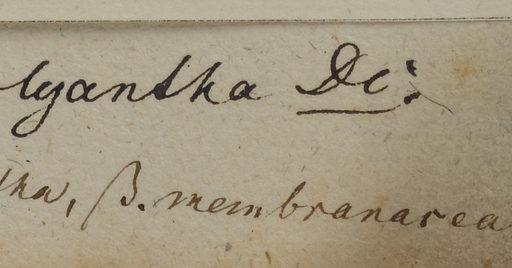 lyantha DC:
tha, β. membranacea